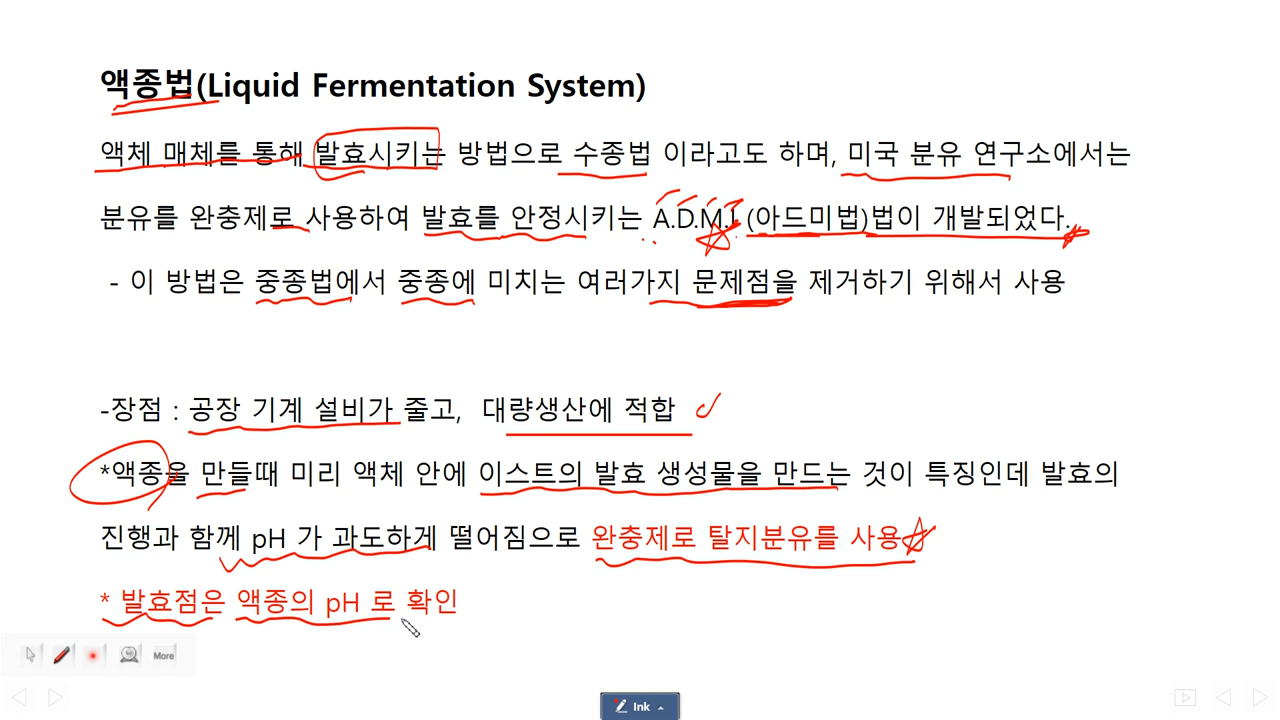 액종법(Liquid Fermentation System)
액체 매체를 통해 발효시키는 방법으로 수종법 이라고도 하며, 미국 분유 연구소에서는
분유를 완충제로 사용하여 발효를 안정시키는 A.D.M.I (아드미법)법이 개발되었다.
- 이 방법은 중종법에서 중종에 미치는 여러가지 문제점을 제거하기 위해서 사용
-장점 : 공장 기계 설비가 줄고, 대량생산에 적합
*액종을 만들때 미리 액체 안에 이스트의 발효 생성물을 만드는 것이 특징인데 발효의
진행과 함께 pH 가 과도하게 떨어짐으로 완충제로 탈지분유를 사용
* 발효점은 액종의 pH 로 확인
More
Ink